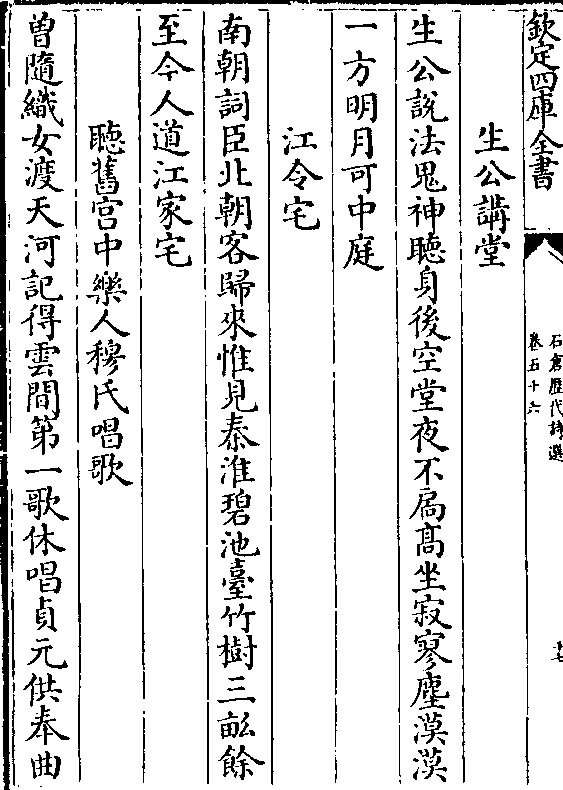 欽定四庫全書
石倉歷代詩選
卷五十六
十七
生公講堂
生公說法鬼神聽身後空堂夜不扃髙坐寂寥塵漠漠
一方明月可中庭
江令宅
南朝詞臣北朝客歸來惟見秦淮碧池臺竹樹三畝餘
至今人道江家宅
聽舊宫中樂人穆氏唱歌
曽隨織女渡天河記得雲間第一歌休唱貞元供奉曲